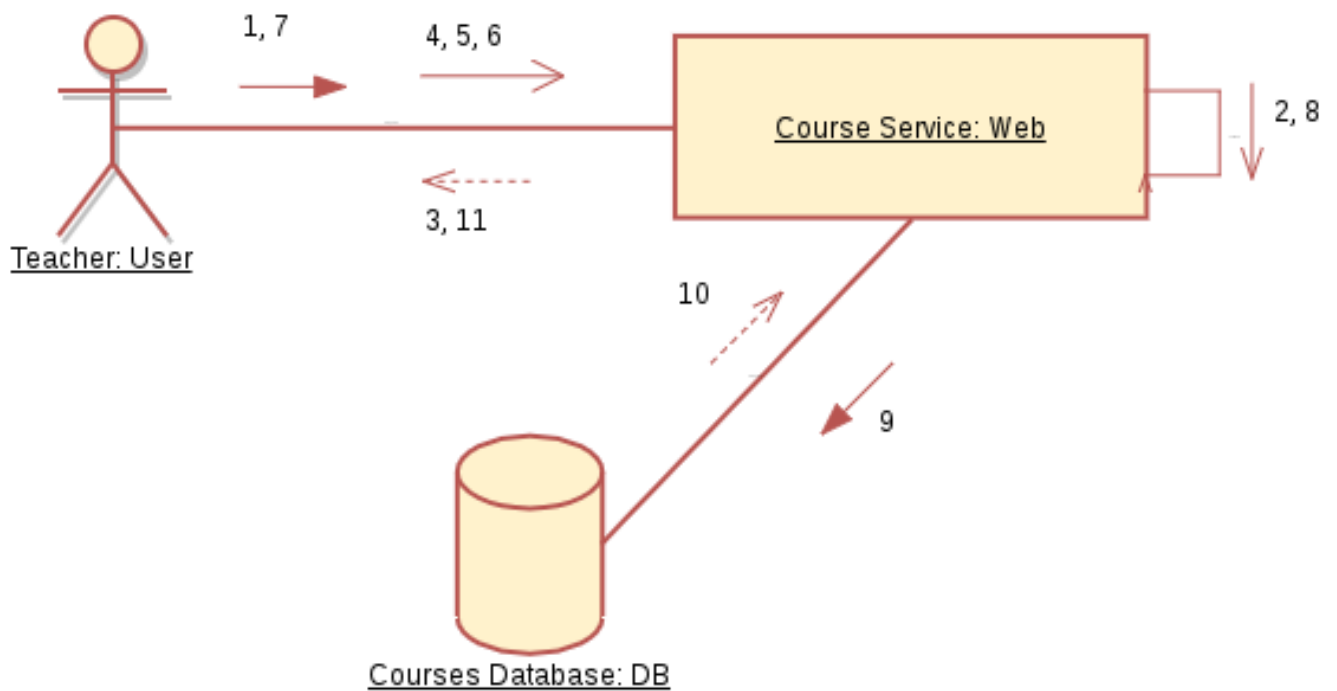 1, 7
4, 5, 6
Course Service: Web
2, 8
3, 11
Teacher: User
10
9
Courses Database: DB